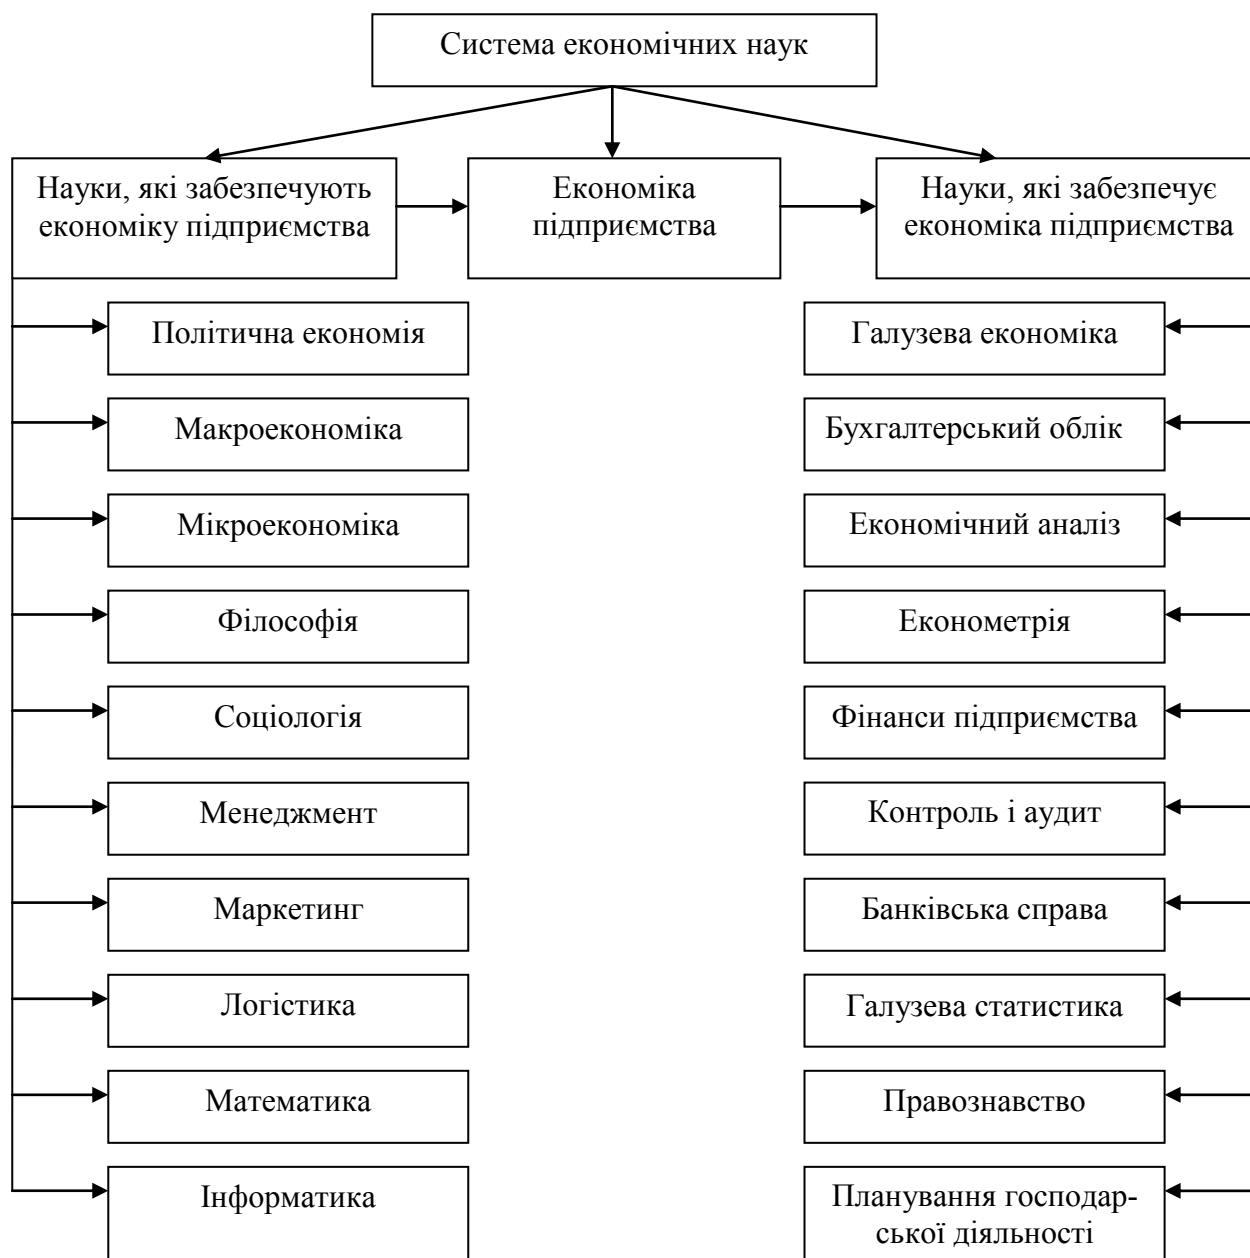 Система економічних наук
Науки, які забезпечують
економіку підприємства
Економіка
підприємства
Науки, які забезпечує
економіка підприємства
Політична економія
Галузева економіка
Макроекономіка
Бухгалтерський облік
Мікроекономіка
Економічний аналіз
Філософія
Економетрія
Соціологія
Фінанси підприємства
Менеджмент
Контроль і аудит
Маркетинг
Банківська справа
Логістика
Галузева статистика
Математика
Правознавство
Інформатика
Планування господар-
ської діяльності